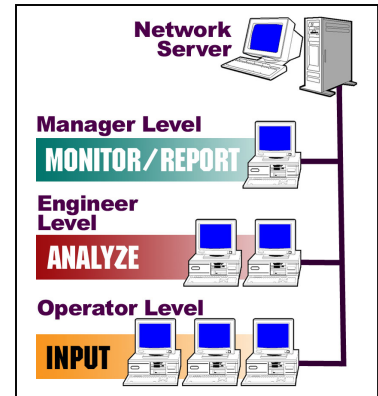 Network
Server
Manager Level
MONITOR/REPORT
Engineer
Level
ANALYZE
Operator Level
INPUT